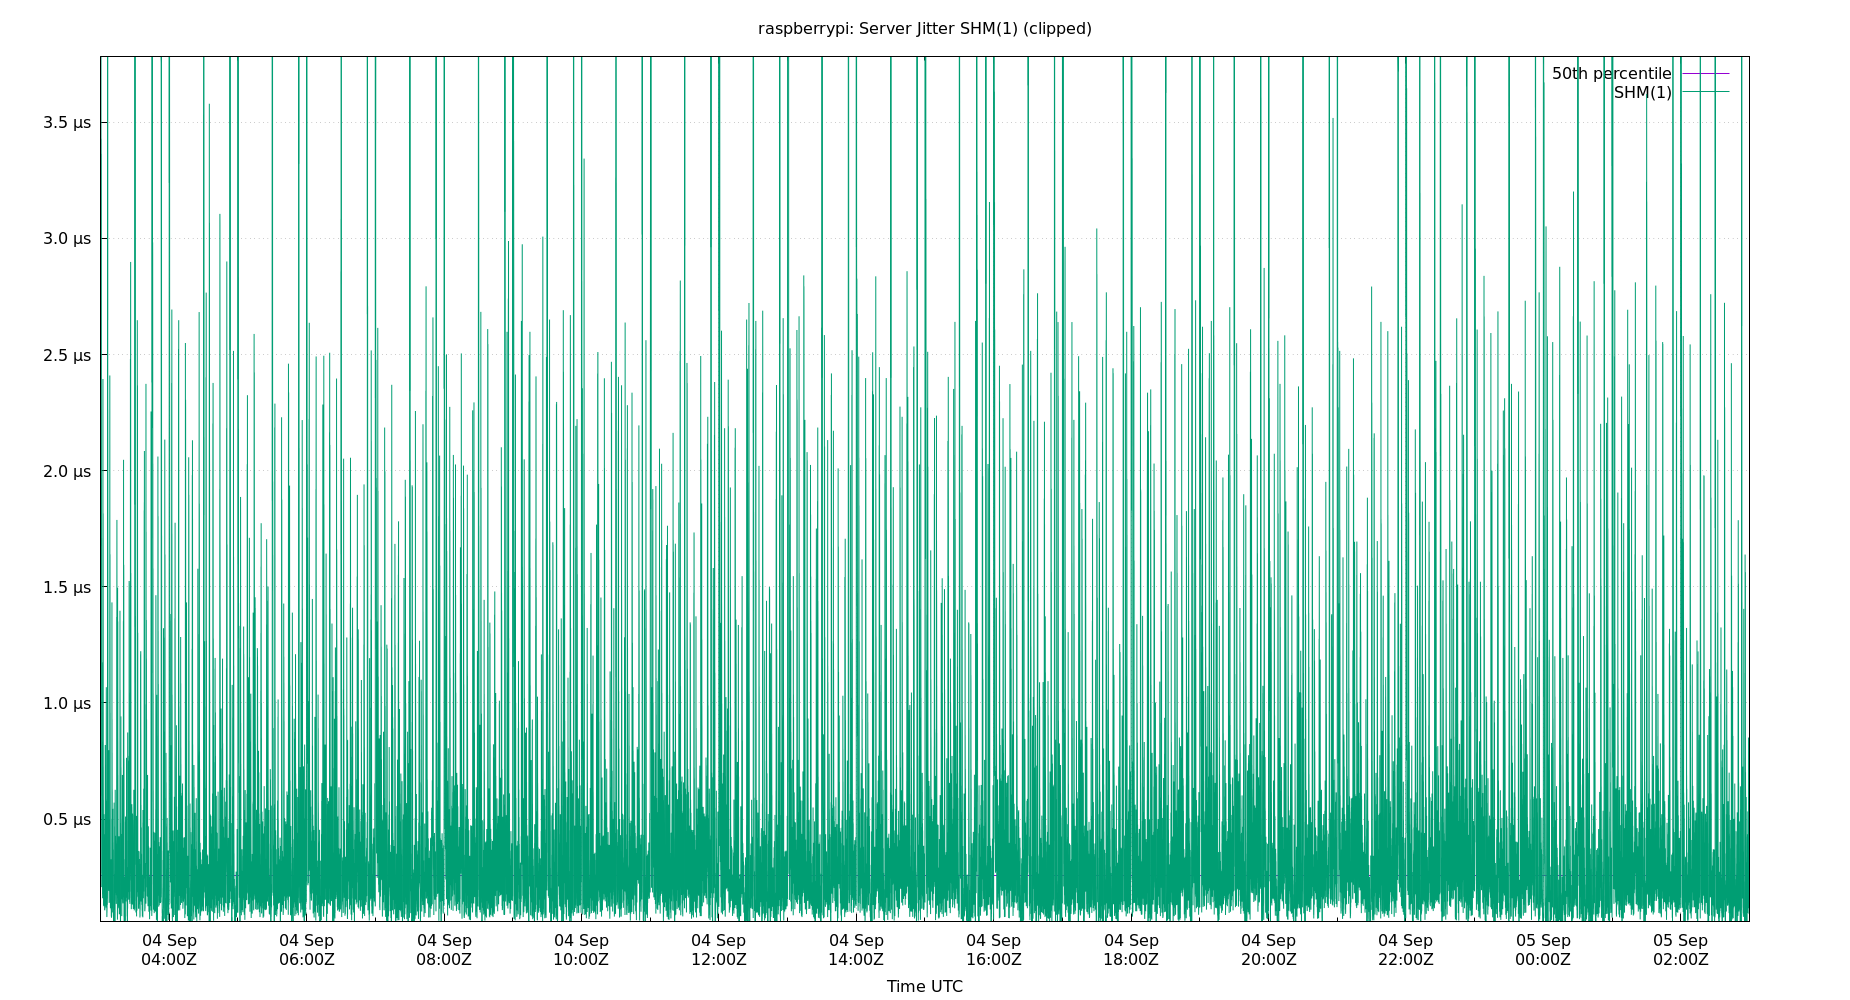 raspberrypi: Server Jitter SHM(1) (clipped)
50th percentile
SHM(1)
3.5 µs
3.0 µs
2.5 µs
2.0 µs
1.5 µs
1.0 µs
0.5 µs
04 Sep 04 Sep 04 Sep 04 Sep 04 Sep 04 Sep 04 Sep 04 Sep 04 Sep 04 Sep 05 Sep 05 Sep
04:00Z 06:00Z 08:00Z 10:00Z 12:00Z 14:00Z 16:00Z 18:00Z 20:00Z 22:00Z 00:00Z 02:00Z
Time UTC